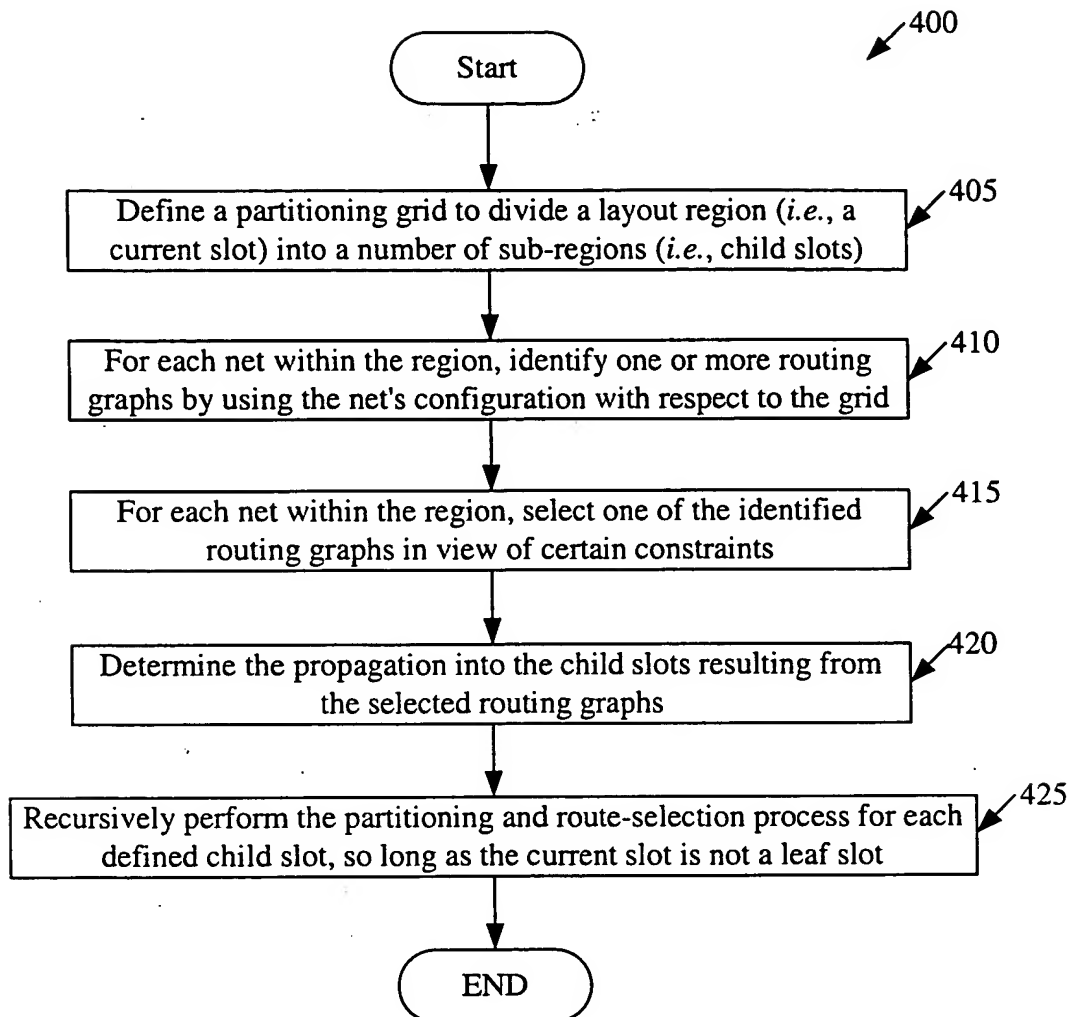 400
Start
405
Define a partitioning grid to divide a layout region (i.e., a
current slot) into a number of sub-regions (i.e., child slots)
410
For each net within the region, identify one or more routing
graphs by using the net's configuration with respect to the grid
415
For each net within the region, select one of the identified
routing graphs in view of certain constraints
420
Determine the propagation into the child slots resulting from
the selected routing graphs
425
Recursively perform the partitioning and route-selection process for each
defined child slot, so long as the current slot is not a leaf slot
END